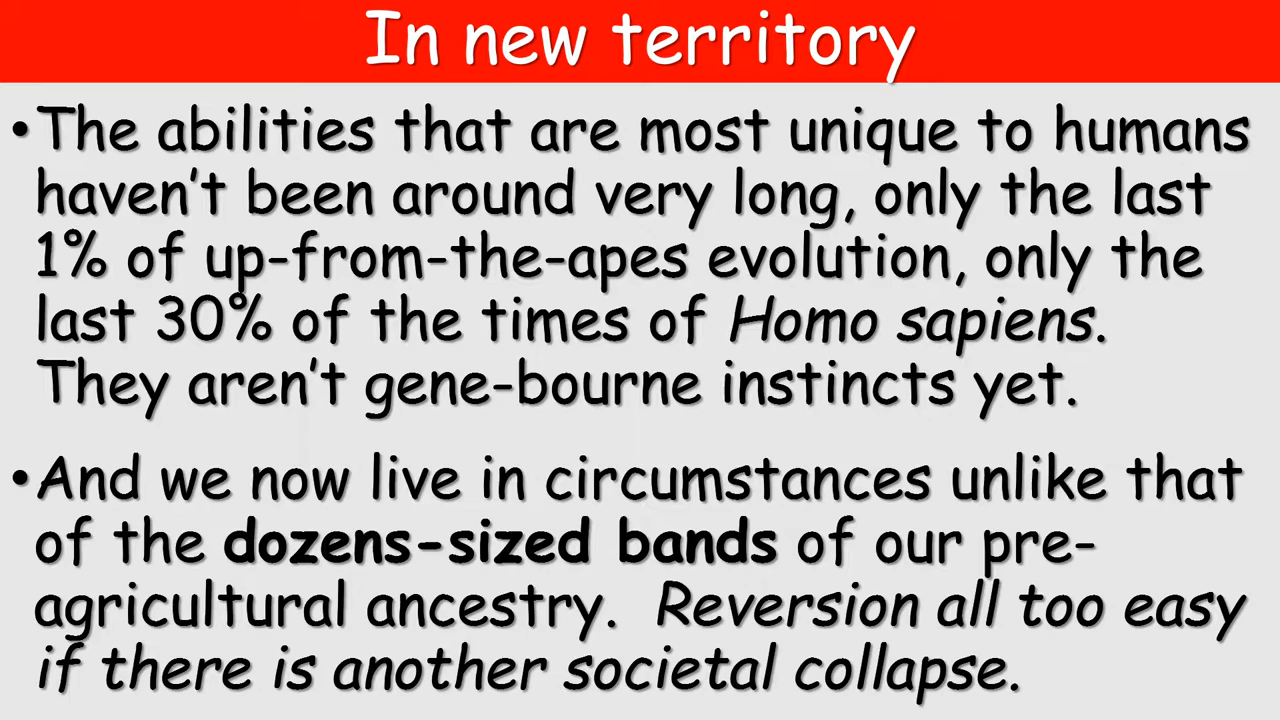 In new territory
•The abilities that are most unique to humans
haven't been around very long, only the last
1% of up-from-the-apes evolution, only the
last 30% of the times of Homo sapiens.
They aren't gene-bourne instincts yet.
•And we now live in circumstances unlike that
of the dozens-sized bands of our pre-
agricultural ancestry. Reversion all too easy
if there is another societal collapse.